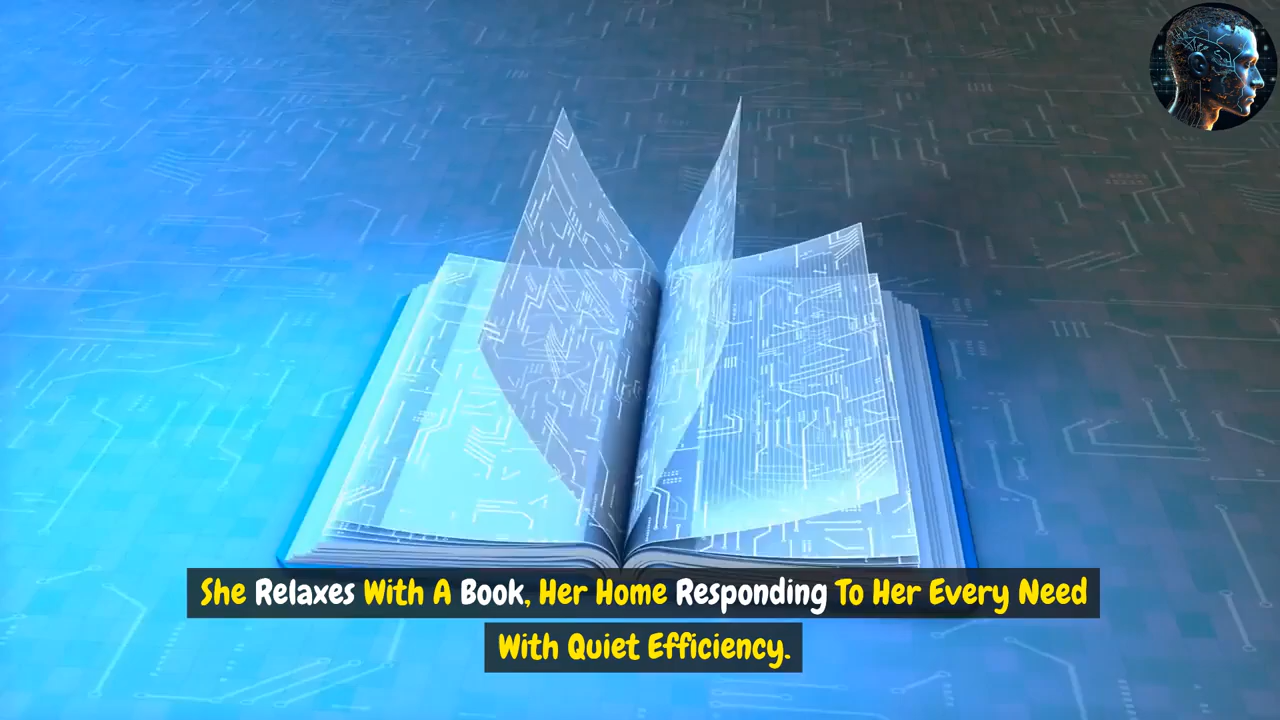 She Relaxes With A Book, Her Home Responding To Her Every Need
With Quiet Efficiency.